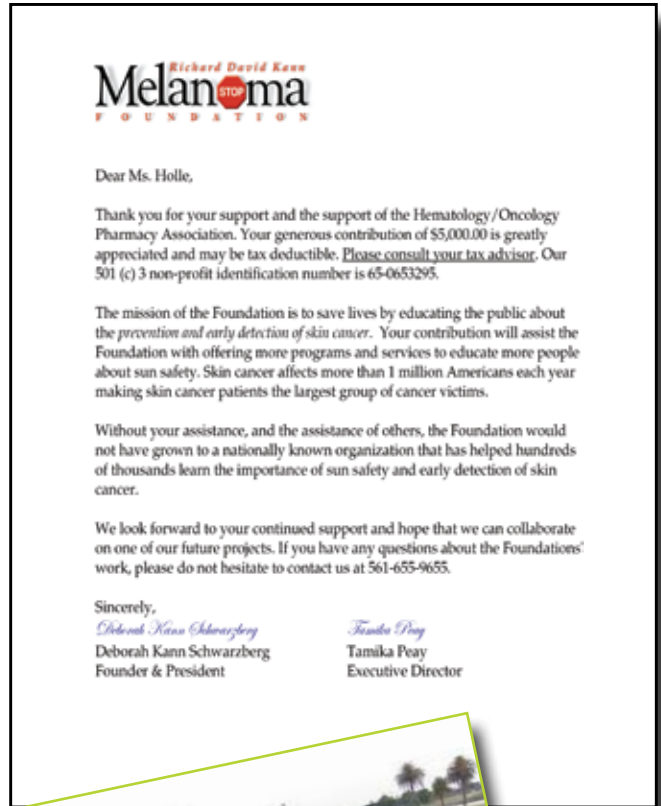 Richard David Kann
Melanoma
STOP
FOUNDATION
Dear Ms. Holle,
Thank you for your support and the support of the Hematology/Oncology
Pharmacy Association. Your generous contribution of $5,000.00 is greatly
appreciated and may be tax deductible. Please consult your tax advisor. Our
501 (c) 3 non-profit identification number is 65-0653295.
The mission of the Foundation is to save lives by educating the public about
the prevention and early detection of skin cancer. Your contribution will assist the
Foundation with offering more programs and services to educate more people
about sun safety. Skin cancer affects more than 1 million Americans each year
making skin cancer patients the largest group of cancer victims.
Without your assistance, and the assistance of others, the Foundation would
not have grown to a nationally known organization that has helped hundreds
of thousands learn the importance of sun safety and early detection of skin
cancer.
We look forward to your continued support and hope that we can collaborate
on one of our future projects. If you have any questions about the Foundations'
work, please do not hesitate to contact us at 561-655-9655.
Sincerely,
Deborah Kann Schwarzberg Tamika Peay
Deborah Kann Schwarzberg Tamika Peay
Founder & President Executive Director